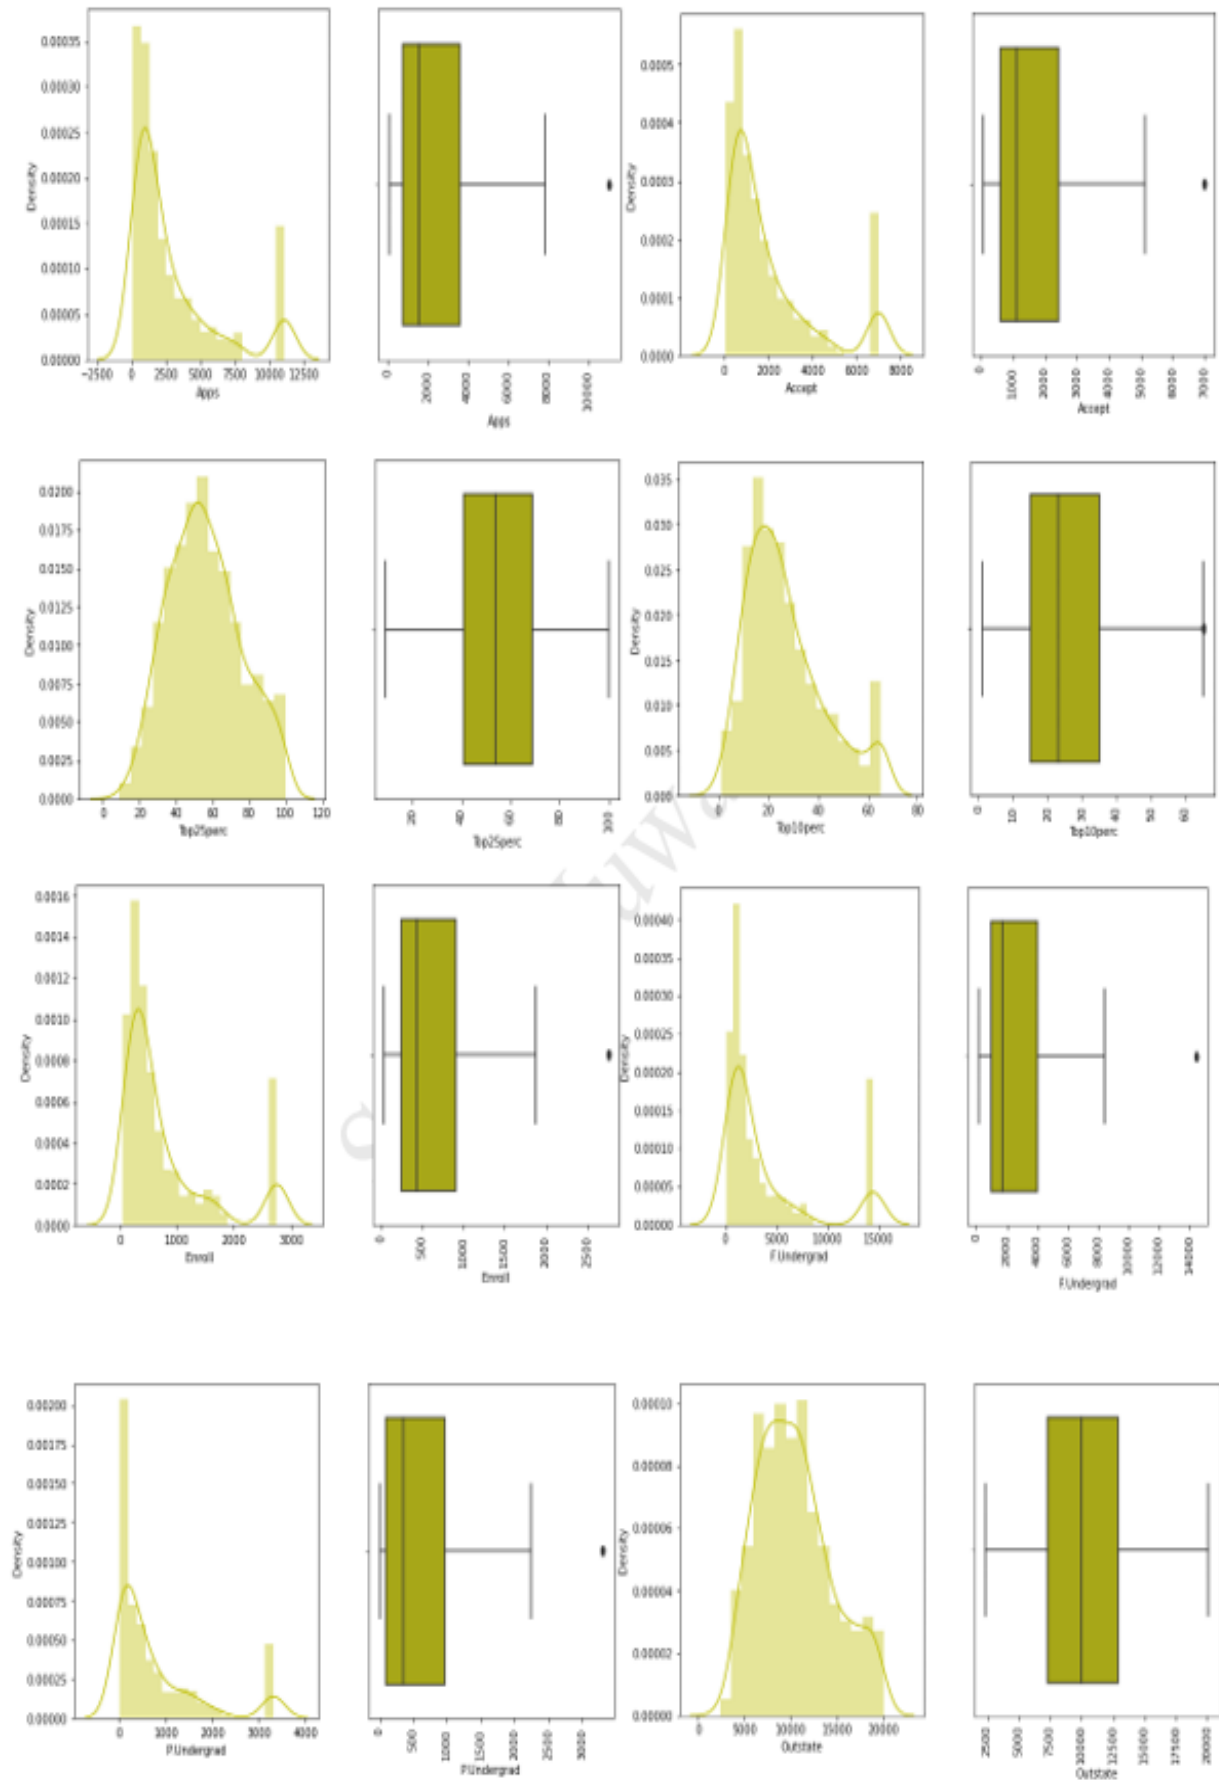 0.00035
0.00030
0.00025
0.00020
0.00015
0.00010
0.00005
0.00000
Density
−2500 0 2500 5000 7500 10000 12500
Apps
0 2000 4000 6000 8000 10000
Apps
0.0005
0.0004
0.0003
0.0002
0.0001
0.0000
Density
0 2000 4000 6000 8000
Accept
0 1000 2000 3000 4000 5000 6000 7000
Accept
0.0200
0.0175
0.0150
0.0125
0.0100
0.0075
0.0050
0.0025
0.0000
Density
0 20 40 60 80 100 120
Top25perc
20 40 60 80 100
Top25perc
0.035
0.030
0.025
0.020
0.015
0.010
0.005
0.000
Density
0 20 40 60 80
Top10perc
0 10 20 30 40 50 60
Top10perc
0.0016
0.0014
0.0012
0.0010
0.0008
0.0006
0.0004
0.0002
0.0000
Density
0 1000 2000 3000
Enroll
0 500 1000 1500 2000 2500
Enroll
0.00040
0.00035
0.00030
0.00025
0.00020
0.00015
0.00010
0.00005
0.00000
Density
0 5000 10000 15000
F.Undergrad
0 2000 4000 6000 8000 10000 12000 14000
F.Undergrad
0.00200
0.00175
0.00150
0.00125
0.00100
0.00075
0.00050
0.00025
0.00000
Density
0 1000 2000 3000 4000
P.Undergrad
0 500 1000 1500 2000 2500 3000
P.Undergrad
0.00010
0.00008
0.00006
0.00004
0.00002
0.00000
Density
0 5000 10000 15000 20000
Outstate
2500 5000 7500 10000 12500 15000 17500 20000
Outstate